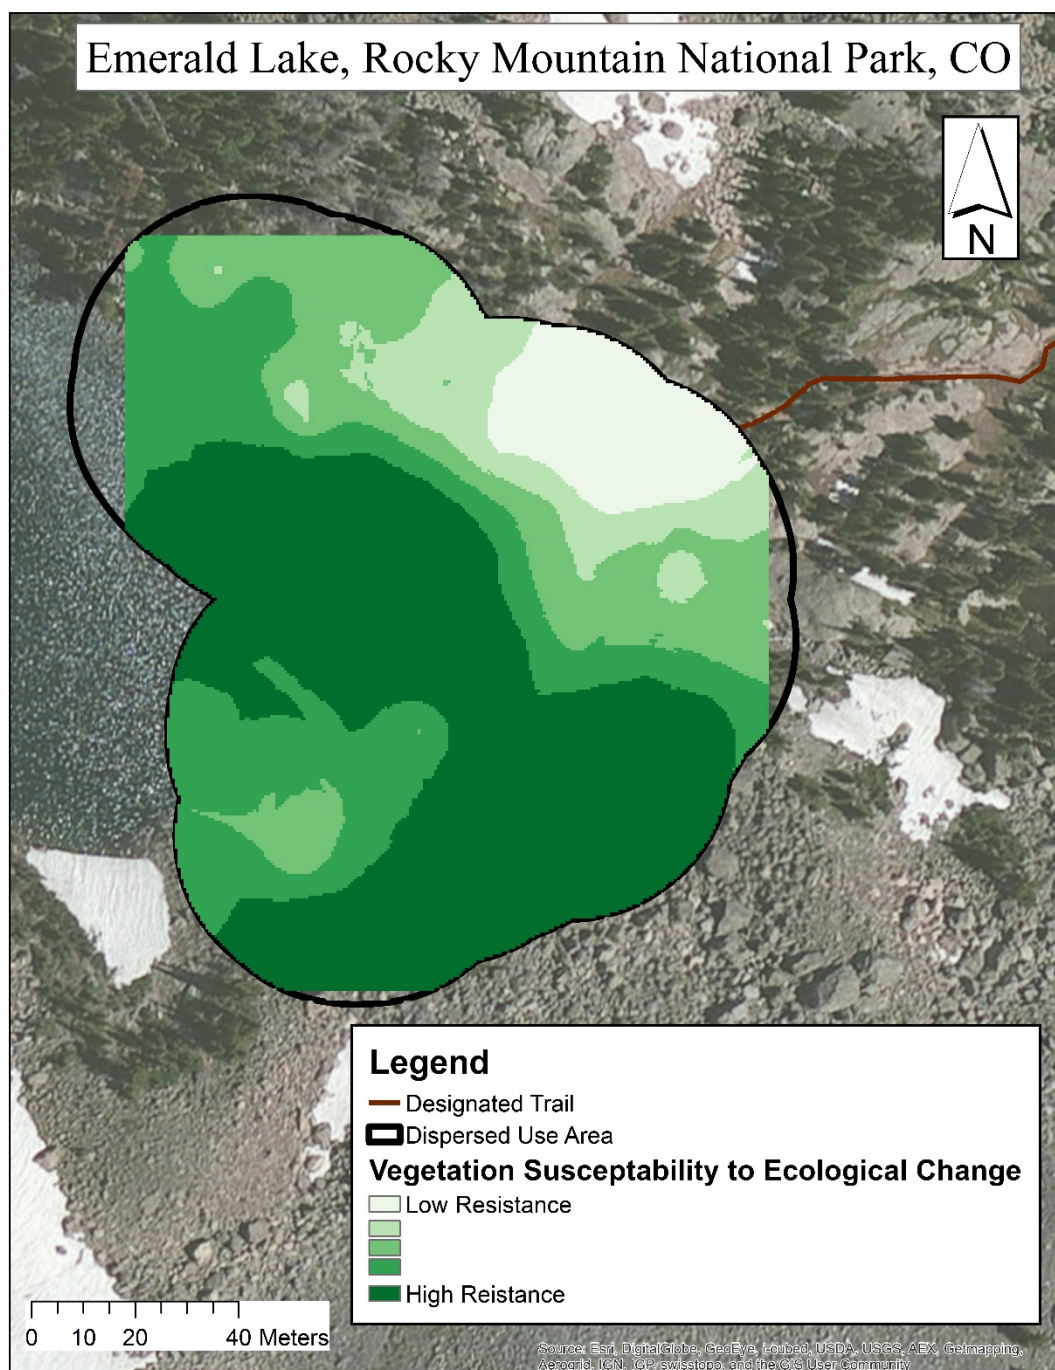 Emerald Lake, Rocky Mountain National Park, CO
N
Legend
Designated Trail
Dispersed Use Area
Vegetation Susceptability to Ecological Change
Low Resistance
High Reistance
0 10 20 40 Meters
Source: Esri, DigitalGlobe, GeoEye, i-cubed, USDA, USGS, AEX, Getmapping,
Aerogrid, IGN, IGP, swisstopo, and the GIS User Community